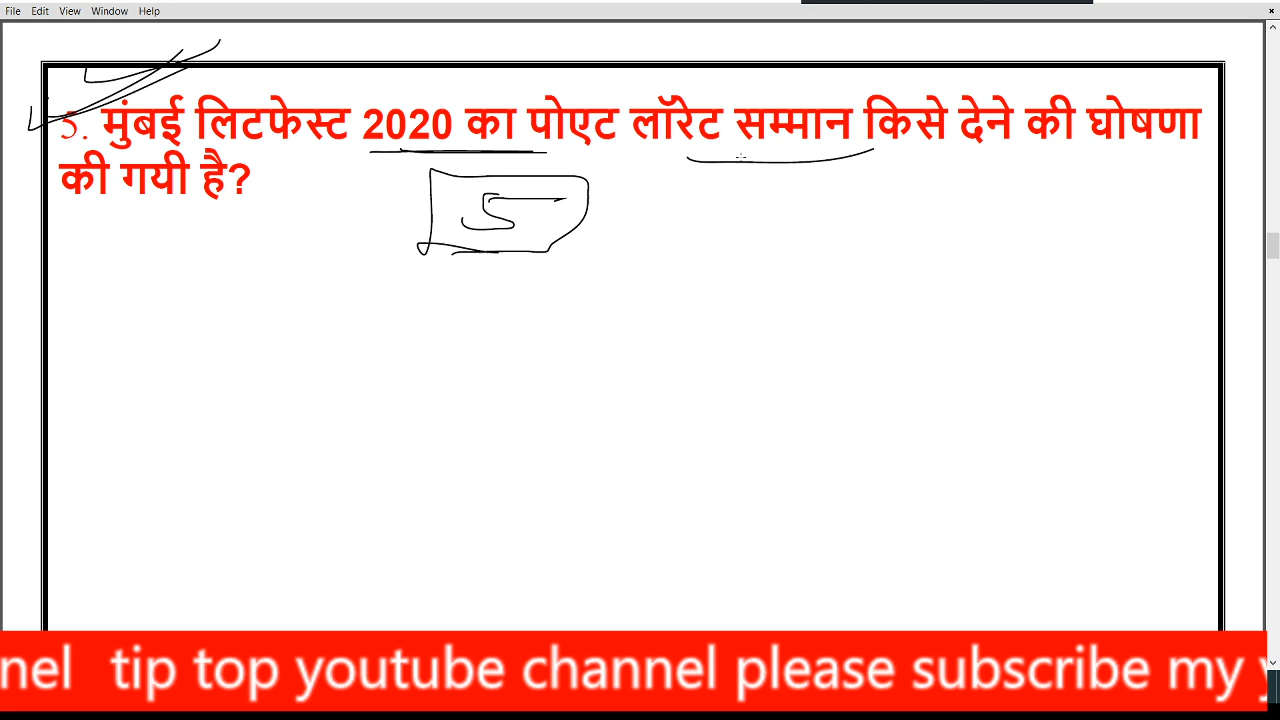 File Edit View Window Help
5. मुंबई लिटफेस्ट 2020 का पोएट लॉरेट सम्मान किसे देने की घोषणा
की गयी है?
5
nel tip top youtube channel please subscribe my y